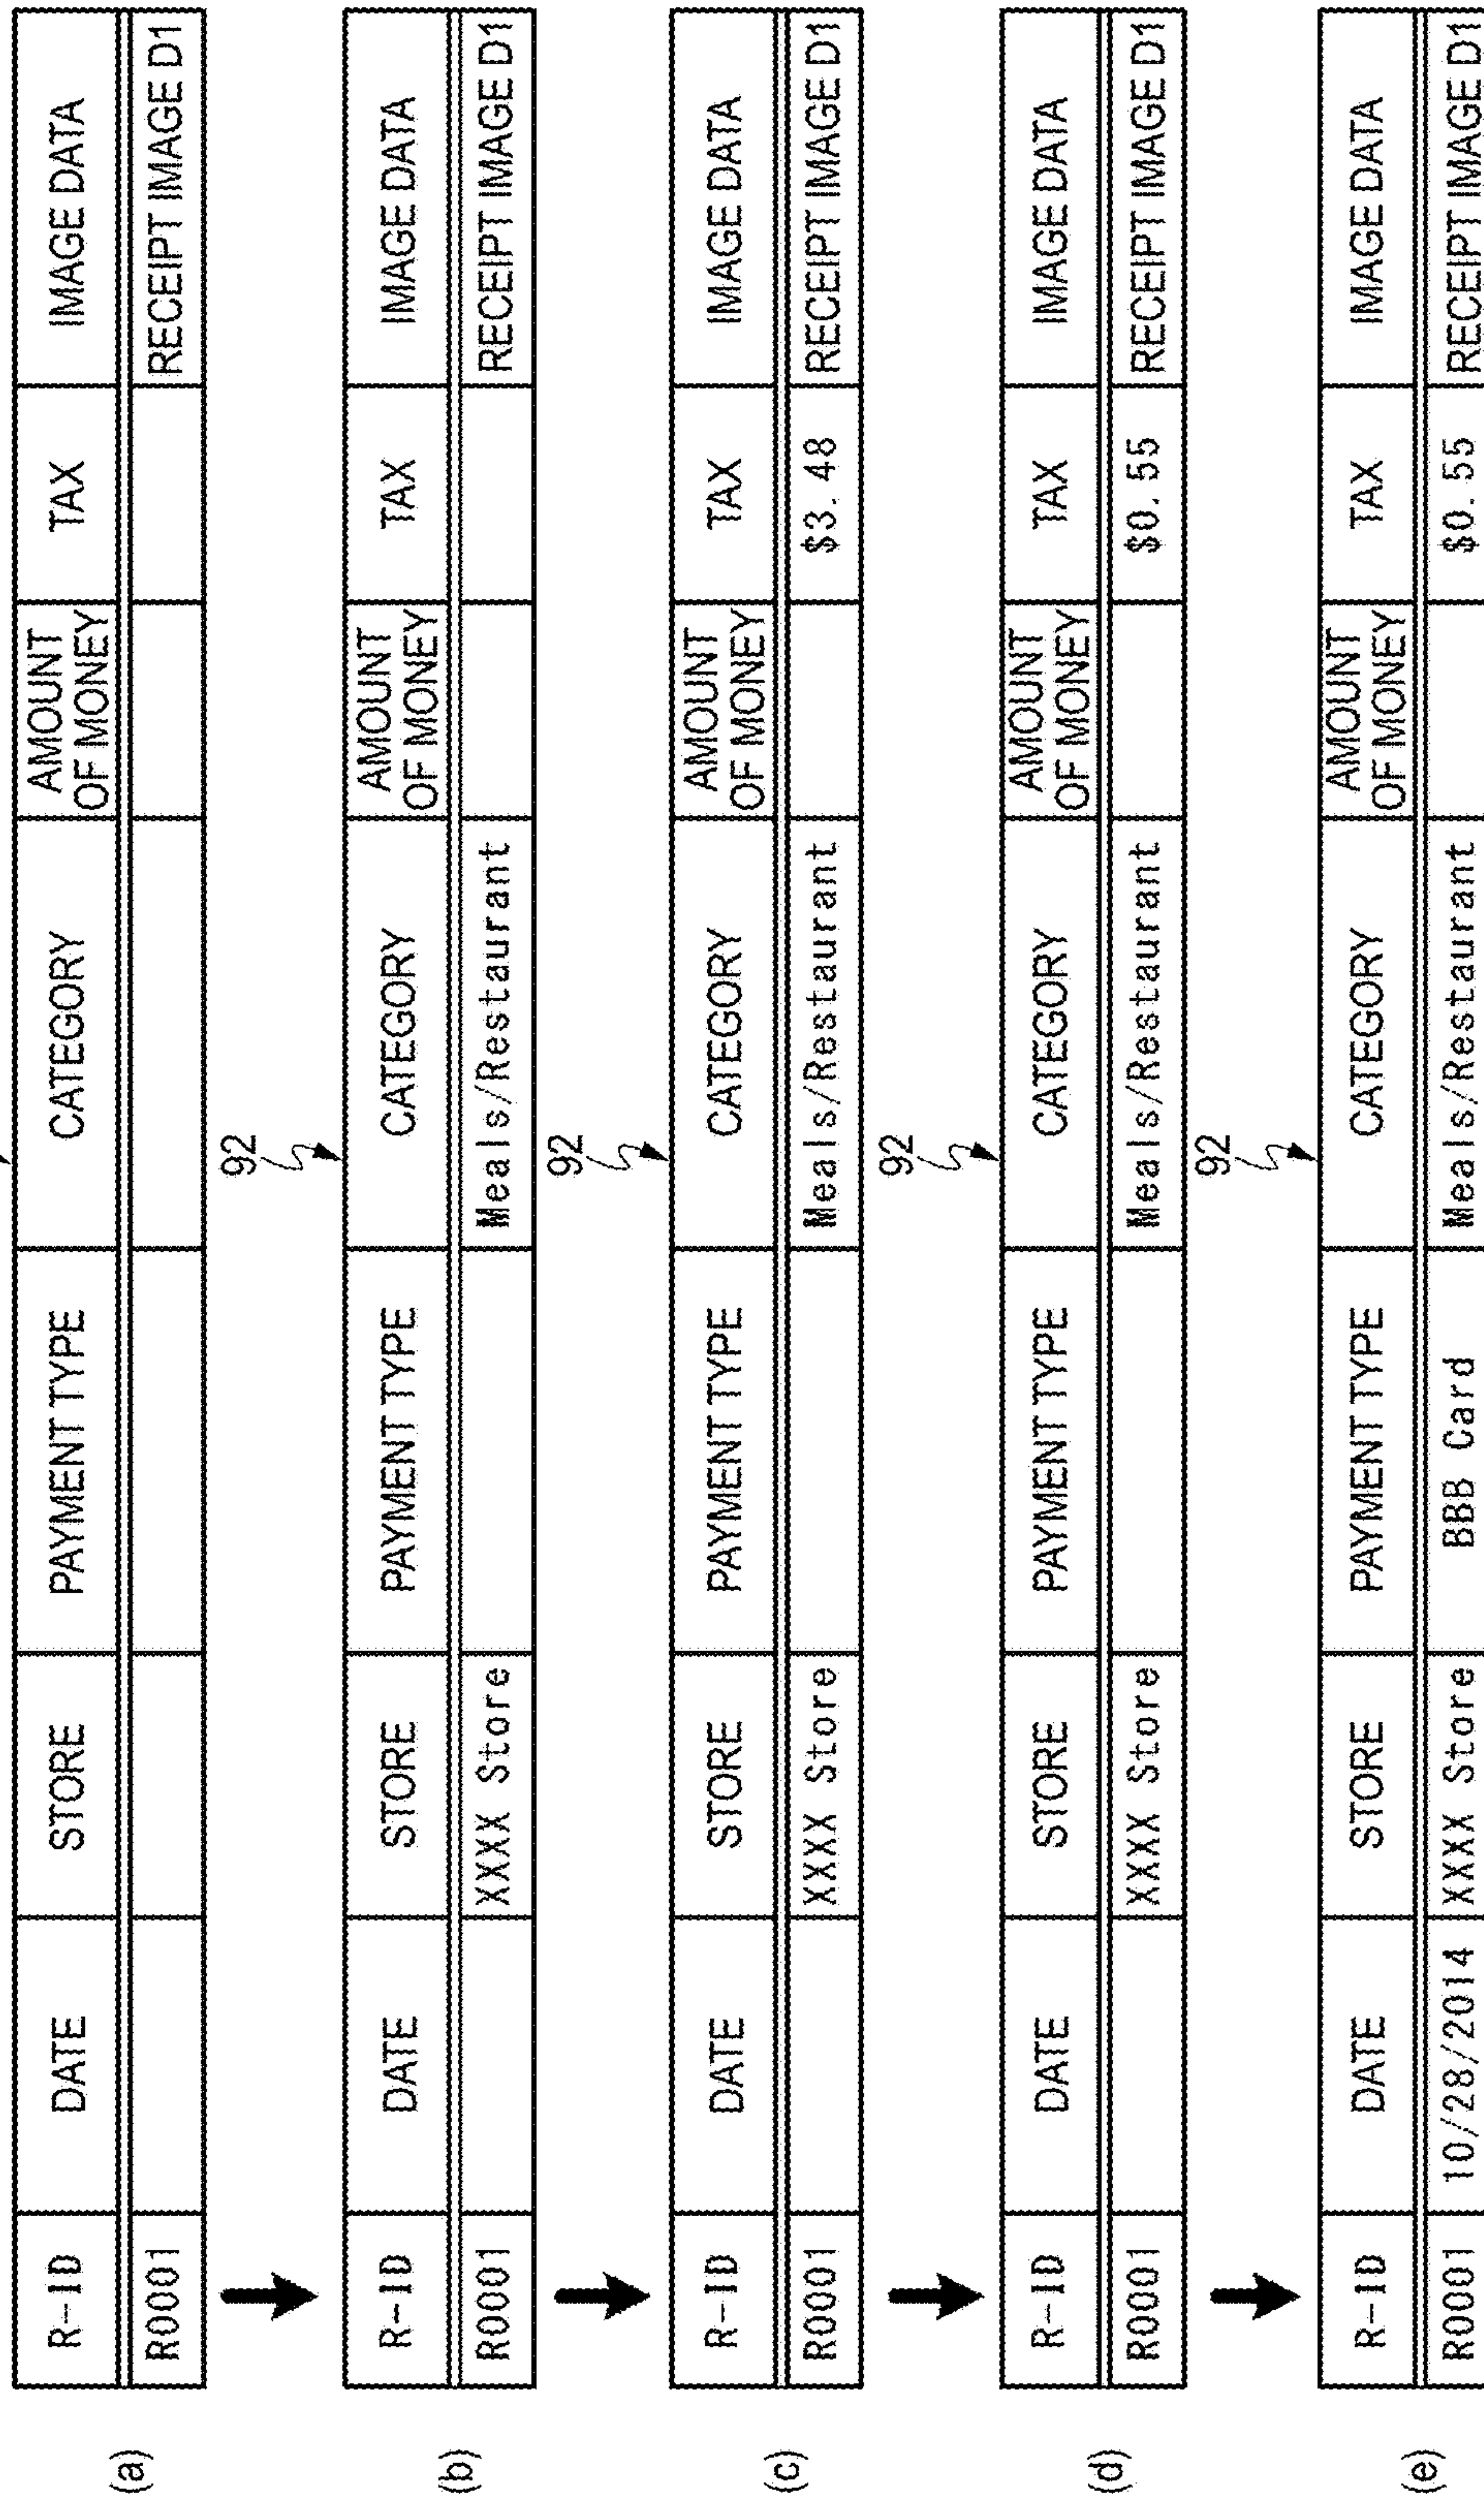 (a)
R-ID DATE STORE PAYMENT TYPE CATEGORY AMOUNT OF MONEY TAX IMAGE DATA
R0001 RECEIPT IMAGE D1
92
(b)
R-ID DATE STORE PAYMENT TYPE CATEGORY AMOUNT OF MONEY TAX IMAGE DATA
R0001 XXXX Store Meals/Restaurant RECEIPT IMAGE D1
92
(c)
R-ID DATE STORE PAYMENT TYPE CATEGORY AMOUNT OF MONEY TAX IMAGE DATA
R0001 XXXX Store Meals/Restaurant $3.48 RECEIPT IMAGE D1
92
(d)
R-ID DATE STORE PAYMENT TYPE CATEGORY AMOUNT OF MONEY TAX IMAGE DATA
R0001 XXXX Store Meals/Restaurant $0.55 RECEIPT IMAGE D1
92
(e)
R-ID DATE STORE PAYMENT TYPE CATEGORY AMOUNT OF MONEY TAX IMAGE DATA
R0001 10/28/2014 XXXX Store BBB Card Meals/Restaurant $0.55 RECEIPT IMAGE D1